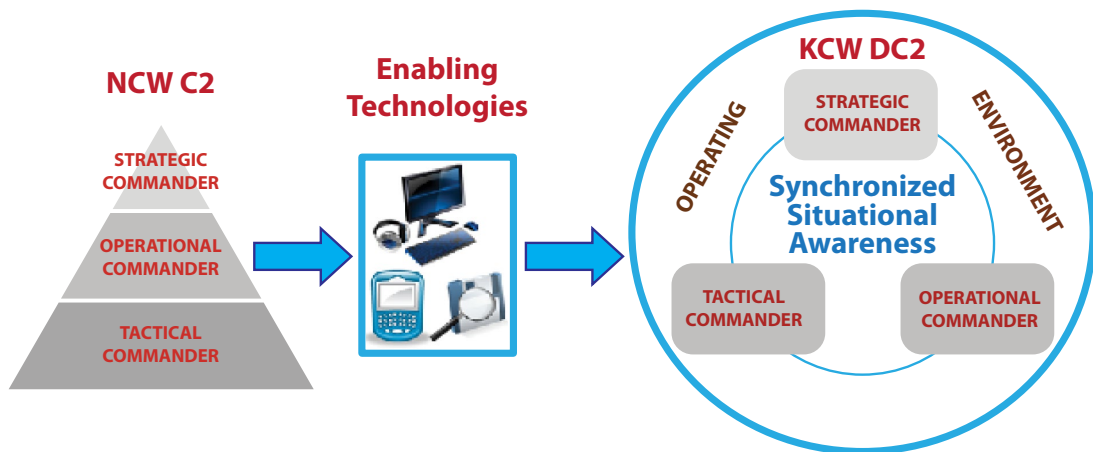 NCW C2
STRATEGIC
COMMANDER
OPERATIONAL
COMMANDER
TACTICAL
COMMANDER
Enabling
Technologies
KCW DC2
STRATEGIC
COMMANDER
OPERATING
ENVIRONMENT
Synchronized
Situational
Awareness
TACTICAL
COMMANDER
OPERATIONAL
COMMANDER